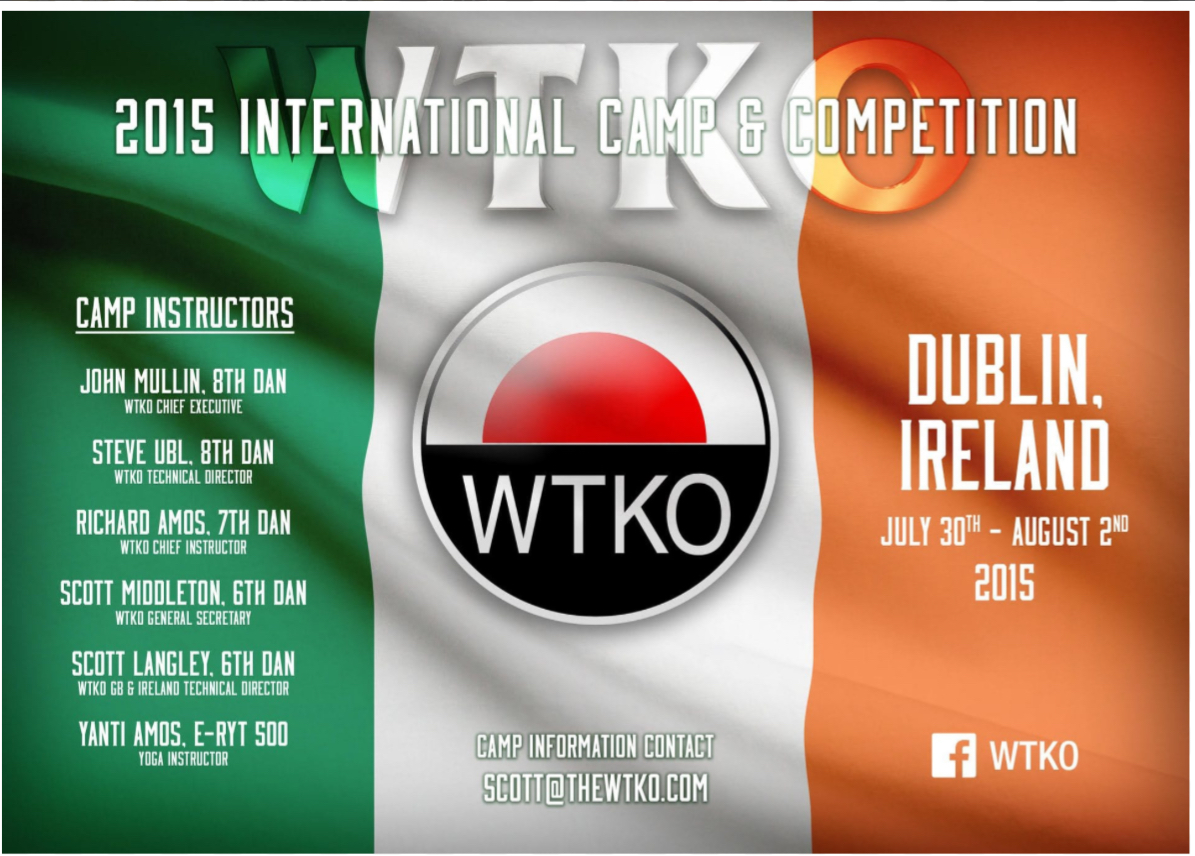 WTKO
2015 INTERNATIONAL CAMP & COMPETITION
CAMP INSTRUCTORS
JOHN MULLIN, 8TH DAN
WTKO CHIEF EXECUTIVE
STEVE UBL, 8TH DAN
WTKO TECHNICAL DIRECTOR
RICHARD AMOS, 7TH DAN
WTKO CHIEF INSTRUCTOR
SCOTT MIDDLETON, 6TH DAN
WTKO GENERAL SECRETARY
SCOTT LANGLEY, 6TH DAN
WTKO GB & IRELAND TECHNICAL DIRECTOR
YANTI AMOS, E-RYT 500
YOGA INSTRUCTOR
WTKO
CAMP INFORMATION CONTACT
SCOTT@THEWTKO.COM
DUBLIN,
IRELAND
JULY 30TH - AUGUST 2ND
2015
f WTKO